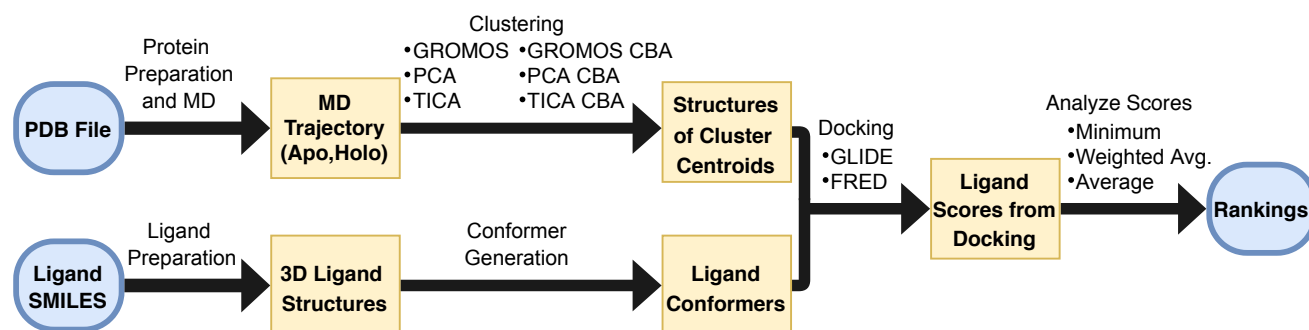 PDB File
Protein
Preparation
and MD
MD
Trajectory
(Apo,Holo)
Clustering
•GROMOS •GROMOS CBA
•PCA •PCA CBA
•TICA •TICA CBA
Structures
of Cluster
Centroids
Ligand
SMILES
Ligand
Preparation
3D Ligand
Structures
Conformer
Generation
Ligand
Conformers
Docking
•GLIDE
•FRED
Ligand
Scores from
Docking
Analyze Scores
•Minimum
•Weighted Avg.
•Average
Rankings